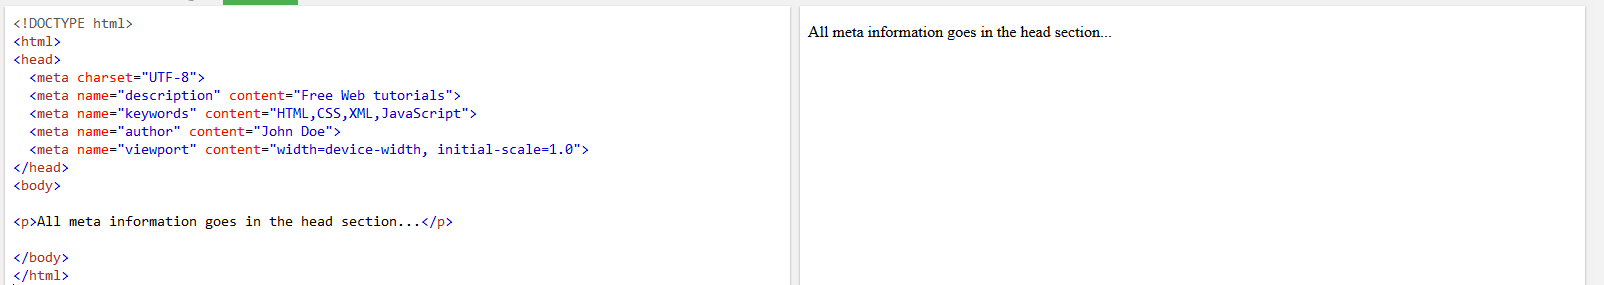 <!DOCTYPE html>
<html>
<head>
  <meta charset="UTF-8">
  <meta name="description" content="Free Web tutorials">
  <meta name="keywords" content="HTML,CSS,XML,JavaScript">
  <meta name="author" content="John Doe">
  <meta name="viewport" content="width=device-width, initial-scale=1.0">
</head>
<body>

<p>All meta information goes in the head section...</p>

</body>
</html>
All meta information goes in the head section...